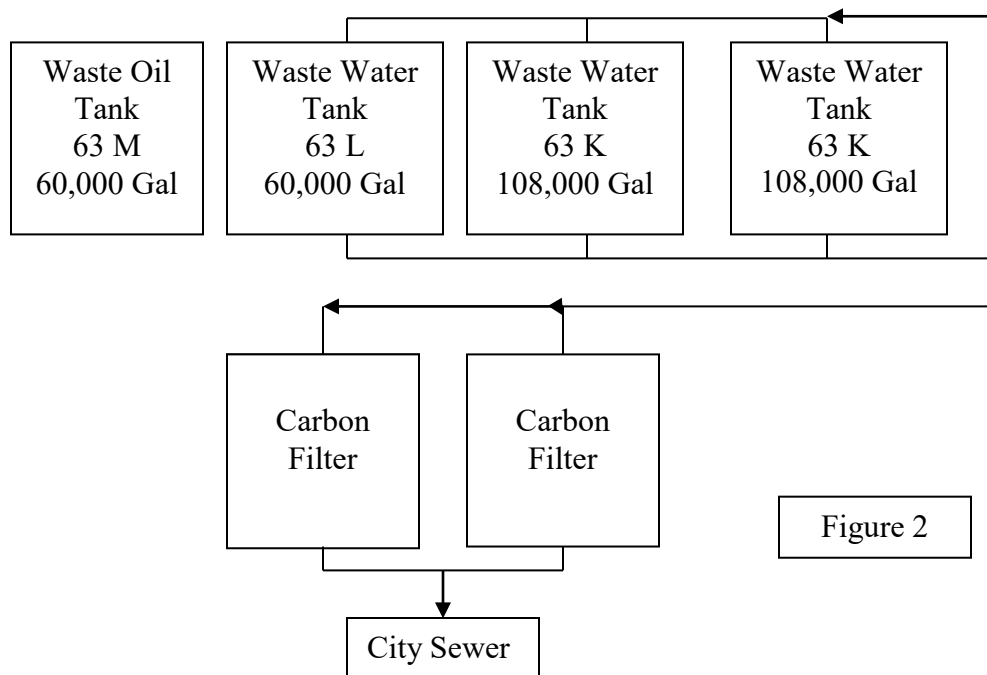 Waste Oil
Tank
63 M
60,000 Gal
Waste Water
Tank
63 L
60,000 Gal
Waste Water
Tank
63 K
108,000 Gal
Waste Water
Tank
63 K
108,000 Gal
Carbon
Filter
Carbon
Filter
Figure 2
City Sewer